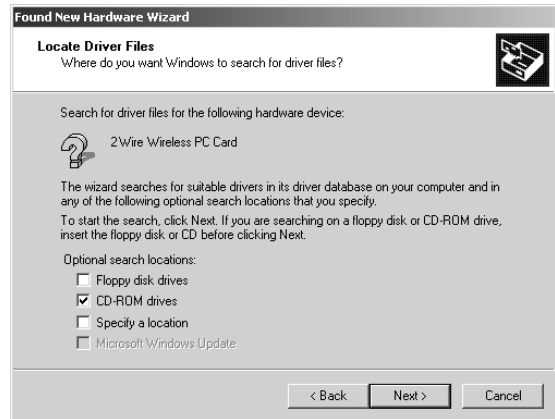 Found New Hardware Wizard
Locate Driver Files
Where do you want Windows to search for driver files?
Search for driver files for the following hardware device:
2Wire Wireless PC Card
The wizard searches for suitable drivers in its driver database on your computer and in
any of the following optional search locations that you specify.
To start the search, click Next. If you are searching on a floppy disk or CD-ROM drive,
insert the floppy disk or CD before clicking Next.
Optional search locations:
Floppy disk drives
CD-ROM drives
Specify a location
Microsoft Windows Update
< Back Next > Cancel